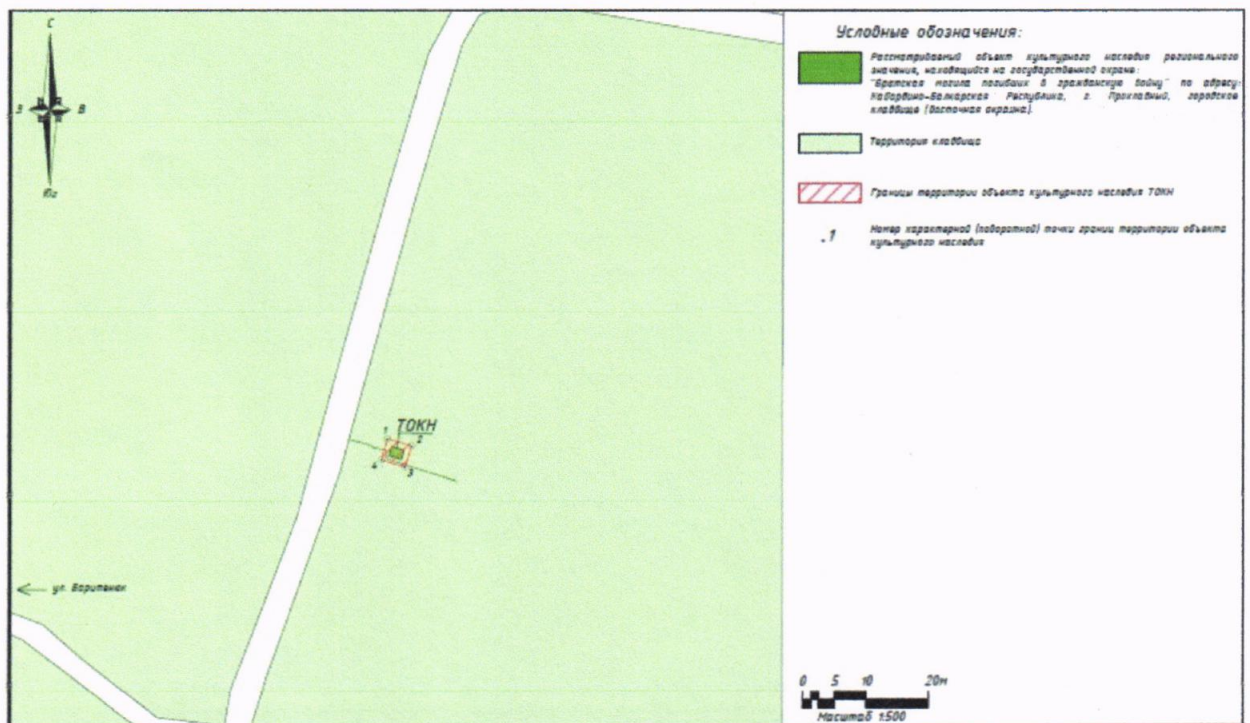 С
З
В
Юг
ТОКН
1
2
4
3
ул. Варитенак
Условные обозначения:
Рассматриваемый объект культурного наследия регионального
значения, находящийся на государственной охране:
"Братская могила погибших в гражданскую войну" по адресу:
Кабардино-Балкарская Республика, г. Прохладный, городское
кладбище (восточная окраина).
Территория кладбища
Границы территории объекта культурного наследия ТОКН
.1
Номер характерной (поворотной) точки границ территории объекта
культурного наследия
0 5 10 20м
Масштаб 1:500